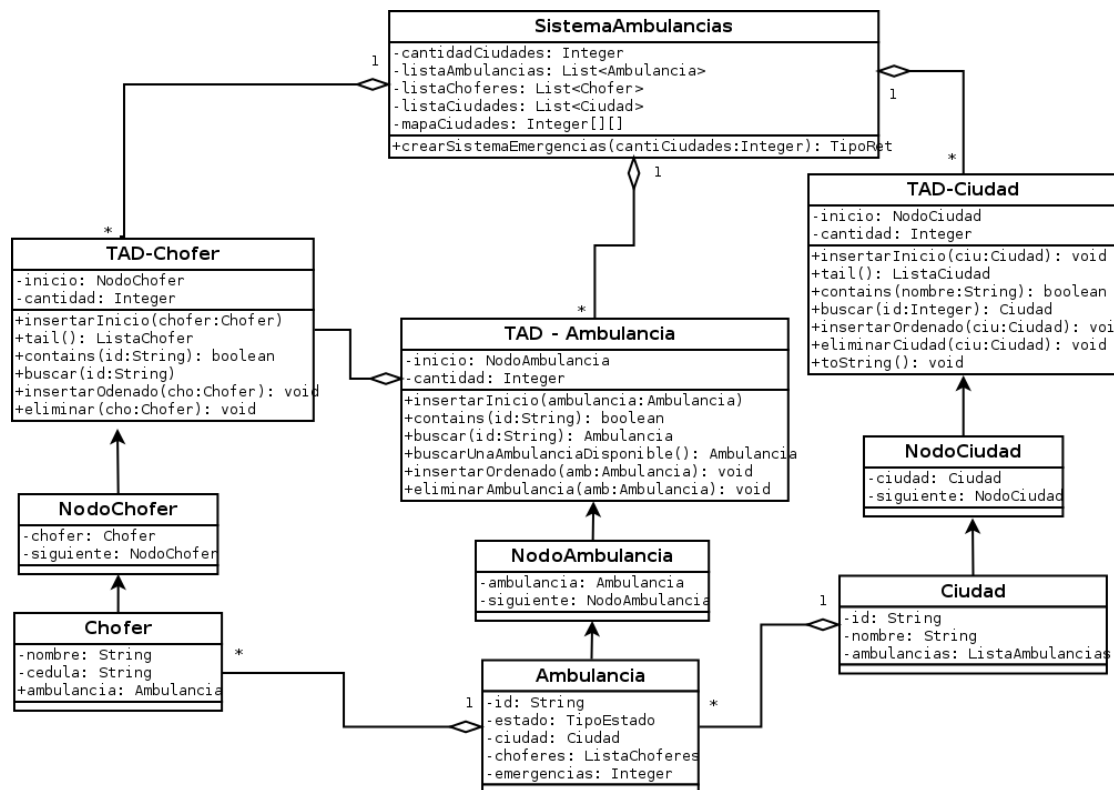 SistemaAmbulancias
-cantidadCiudades: Integer
-listaAmbulancias: List<Ambulancia>
-listaChoferes: List<Chofer>
-listaCiudades: List<Ciudad>
-mapaCiudades: Integer[][]
+crearSistemaEmergencias(cantiCiudades:Integer): TipoRet
1
1
1
*
*
*
TAD-Chofer
-inicio: NodoChofer
-cantidad: Integer
+insertarInicio(chofer:Chofer)
+tail(): ListaChofer
+contains(id:String): boolean
+buscar(id:String)
+insertarOdenado(cho:Chofer): void
+eliminar(cho:Chofer): void
TAD - Ambulancia
-inicio: NodoAmbulancia
-cantidad: Integer
+insertarInicio(ambulancia:Ambulancia)
+contains(id:String): boolean
+buscar(id:String): Ambulancia
+buscarUnaAmbulanciaDisponible(): Ambulancia
+insertarOrdenado(amb:Ambulancia): void
+eliminarAmbulancia(amb:Ambulancia): void
TAD-Ciudad
-inicio: NodoCiudad
-cantidad: Integer
+insertarInicio(ciu:Ciudad): void
+tail(): ListaCiudad
+contains(nombre:String): boolean
+buscar(id:Integer): Ciudad
+insertarOrdenado(ciu:Ciudad): voi
+eliminarCiudad(ciu:Ciudad): void
+toString(): void
NodoChofer
-chofer: Chofer
-siguiente: NodoChofer
NodoAmbulancia
-ambulancia: Ambulancia
-siguiente: NodoAmbulancia
NodoCiudad
-ciudad: Ciudad
-siguiente: NodoCiudad
Chofer
-nombre: String
-cedula: String
+ambulancia: Ambulancia
*
1
Ambulancia
-id: String
-estado: TipoEstado
-ciudad: Ciudad
-choferes: ListaChoferes
-emergencias: Integer
*
1
Ciudad
-id: String
-nombre: String
-ambulancias: ListaAmbulancias